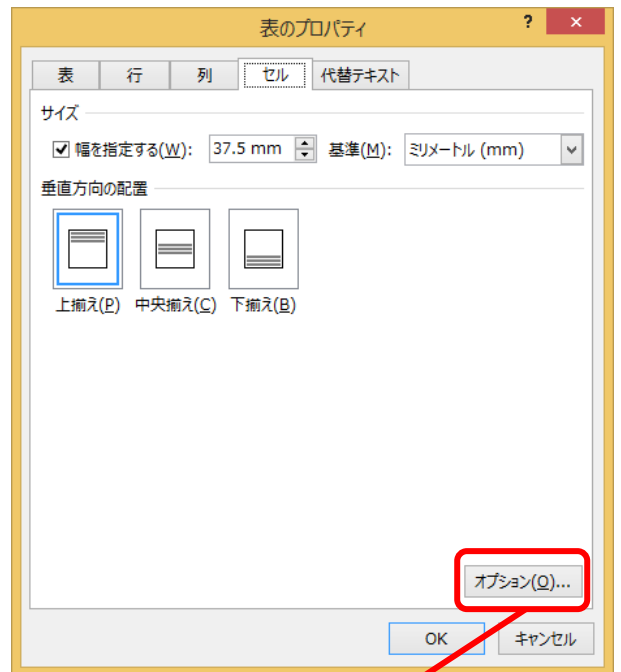 表のプロパティ ? ×
表 行 列 セル 代替テキスト
サイズ
幅を指定する(W): 37.5 mm 基準(M): ミリメートル (mm)
垂直方向の配置
上揃え(P) 中央揃え(C) 下揃え(B)
オプション(O)...
OK キャンセル